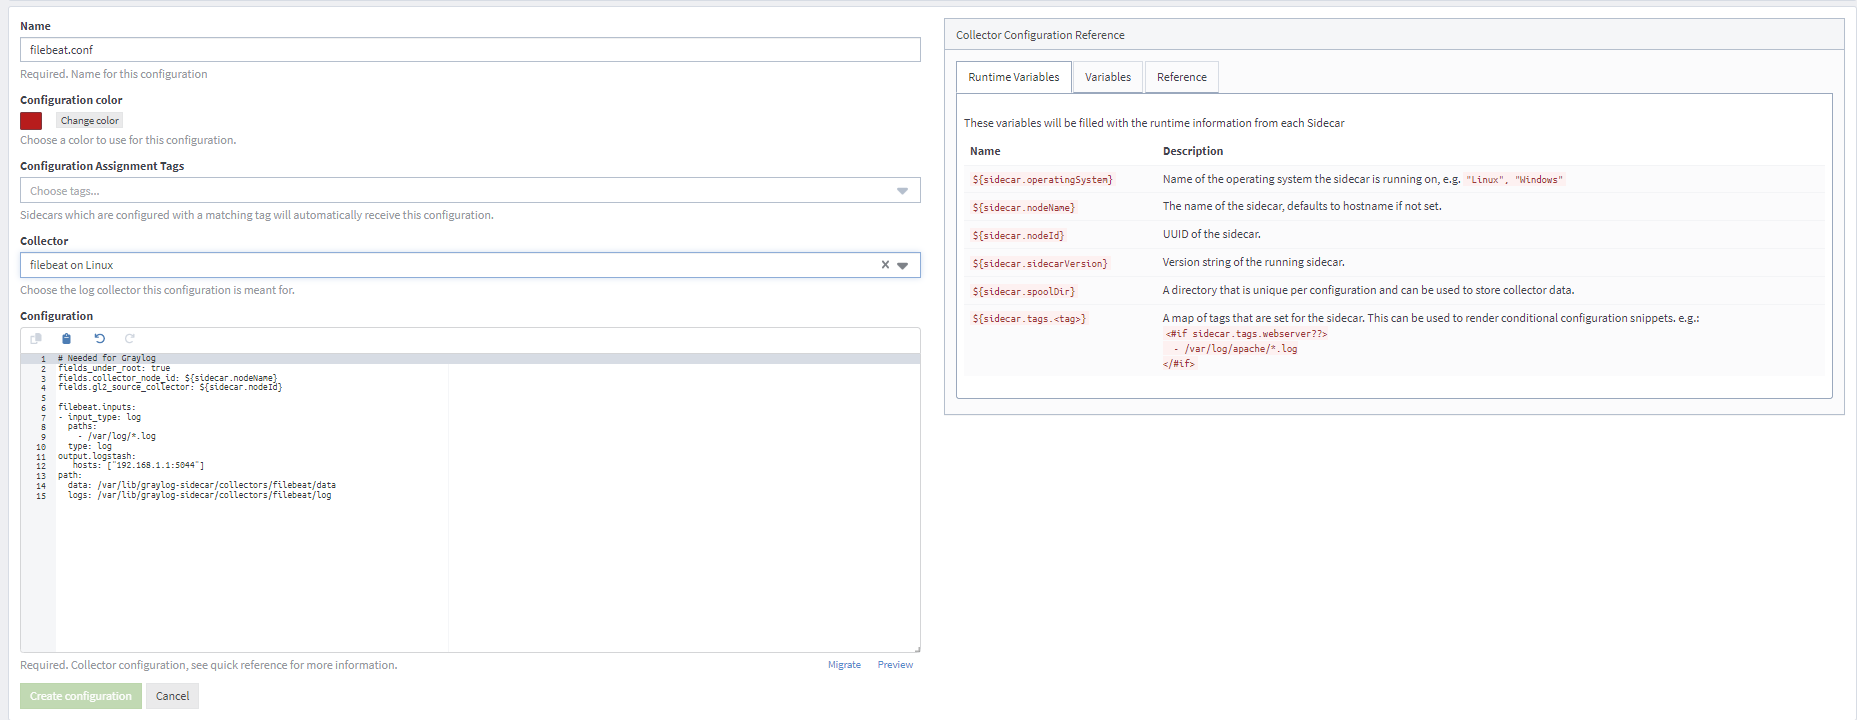 Name
filebeat.conf
Required. Name for this configuration
Configuration color
Change color
Choose a color to use for this configuration.
Configuration Assignment Tags
Choose tags...
Sidecars which are configured with a matching tag will automatically receive this configuration.
Collector
filebeat on Linux
Choose the log collector this configuration is meant for.
Configuration
1 # Needed for Graylog
2 fields_under_root: true
3 fields.collector_node_id: ${sidecar.nodeName}
4 fields.gl2_source_collector: ${sidecar.nodeId}
5
6 filebeat.inputs:
7 - input_type: log
8   paths:
9     - /var/log/*.log
10   type: log
11 output.logstash:
12    hosts: ["192.168.1.1:5044"]
13 path:
14   data: /var/lib/graylog-sidecar/collectors/filebeat/data
15   logs: /var/lib/graylog-sidecar/collectors/filebeat/log
Required. Collector configuration, see quick reference for more information.
Migrate Preview
Create configuration Cancel
Collector Configuration Reference
Runtime Variables Variables Reference
These variables will be filled with the runtime information from each Sidecar
Name Description
${sidecar.operatingSystem} Name of the operating system the sidecar is running on, e.g. "Linux", "Windows"
${sidecar.nodeName} The name of the sidecar, defaults to hostname if not set.
${sidecar.nodeId} UUID of the sidecar.
${sidecar.sidecarVersion} Version string of the running sidecar.
${sidecar.spoolDir} A directory that is unique per configuration and can be used to store collector data.
${sidecar.tags.<tag>} A map of tags that are set for the sidecar. This can be used to render conditional configuration snippets. e.g.:
<#if sidecar.tags.webserver??>
  - /var/log/apache/*.log
</#if>